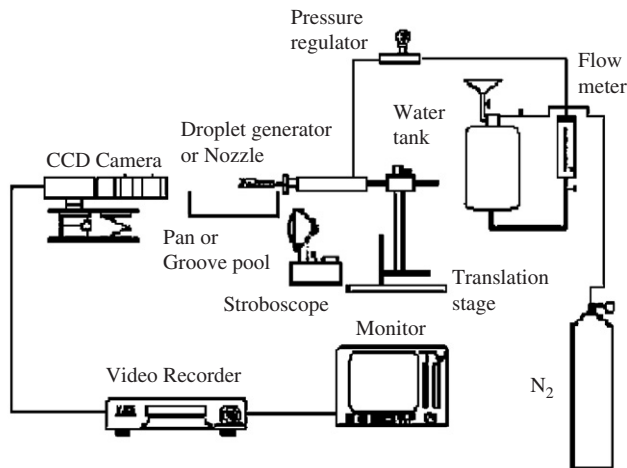 Pressure
regulator
Flow
meter
Water
tank
Droplet generator
or Nozzle
CCD Camera
Pan or
Groove pool
Stroboscope
Translation
stage
Monitor
Video Recorder
N₂